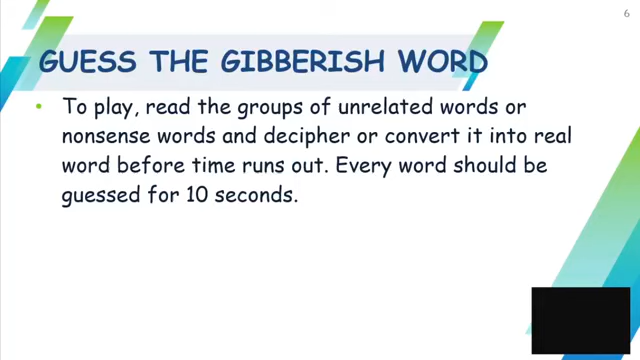 6
GUESS THE GIBBERISH WORD
• To play, read the groups of unrelated words or
nonsense words and decipher or convert it into real
word before time runs out. Every word should be
guessed for 10 seconds.